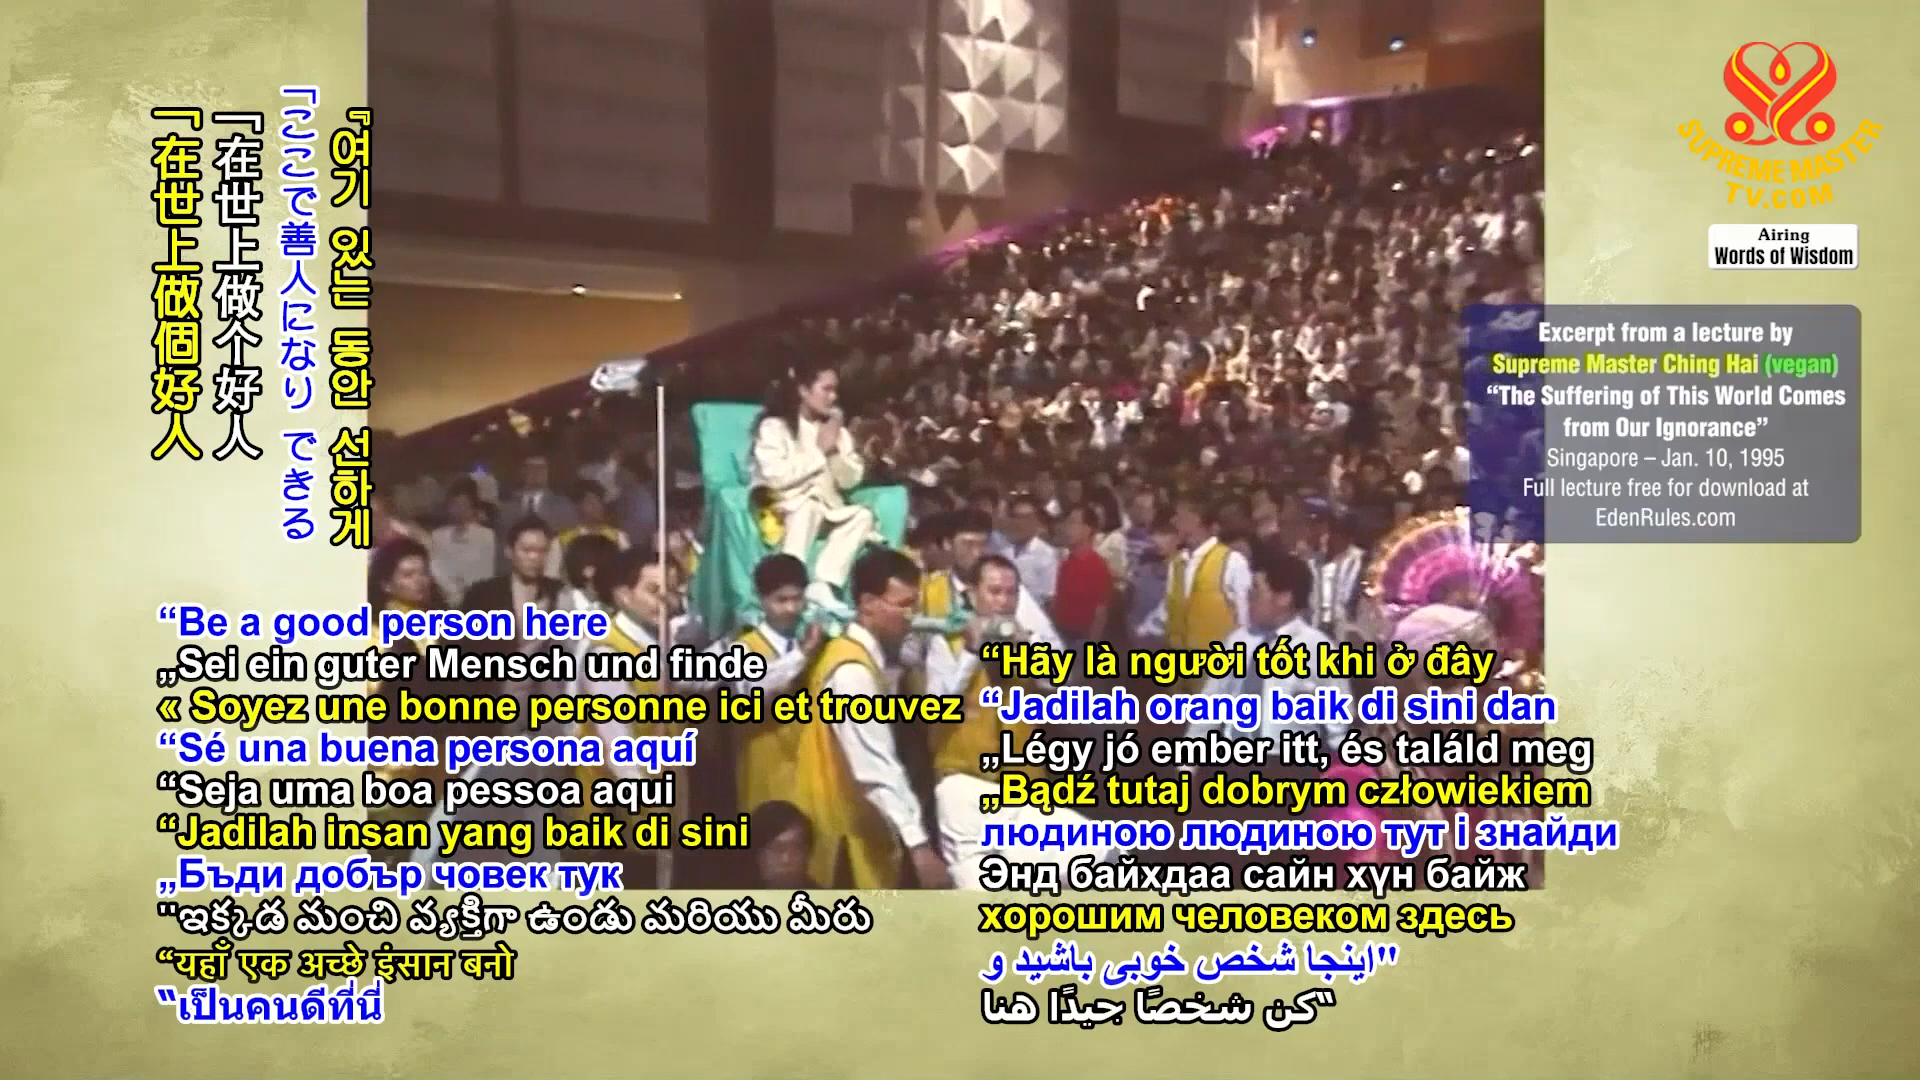 『여기 있는 동안 선하게
「ここで善人になり できる
「在世上做个好人
「在世上做個好人
“Be a good person here
„Sei ein guter Mensch und finde
« Soyez une bonne personne ici et trouvez
“Sé una buena persona aquí
“Seja uma boa pessoa aqui
“Jadilah insan yang baik di sini
„Бъди добър човек тук
"ఇక్కడ మంచి వ్యక్తిగా ఉండు మరియు మీరు
“यहाँ एक अच्छे इंसान बनो
“เป็นคนดีที่นี่
“Hãy là người tốt khi ở đây
“Jadilah orang baik di sini dan
„Légy jó ember itt, és találd meg
„Bądź tutaj dobrym człowiekiem
людиною людиною тут і знайди
Энд байхдаа сайн хүн байж
хорошим человеком здесь
"اینجا شخص خوبی باشید و
“كن شخصًا جيدًا هنا
SUPREME MASTER
TV.COM
Airing
Words of Wisdom
Excerpt from a lecture by
Supreme Master Ching Hai (vegan)
“The Suffering of This World Comes
from Our Ignorance”
Singapore – Jan. 10, 1995
Full lecture free for download at
EdenRules.com